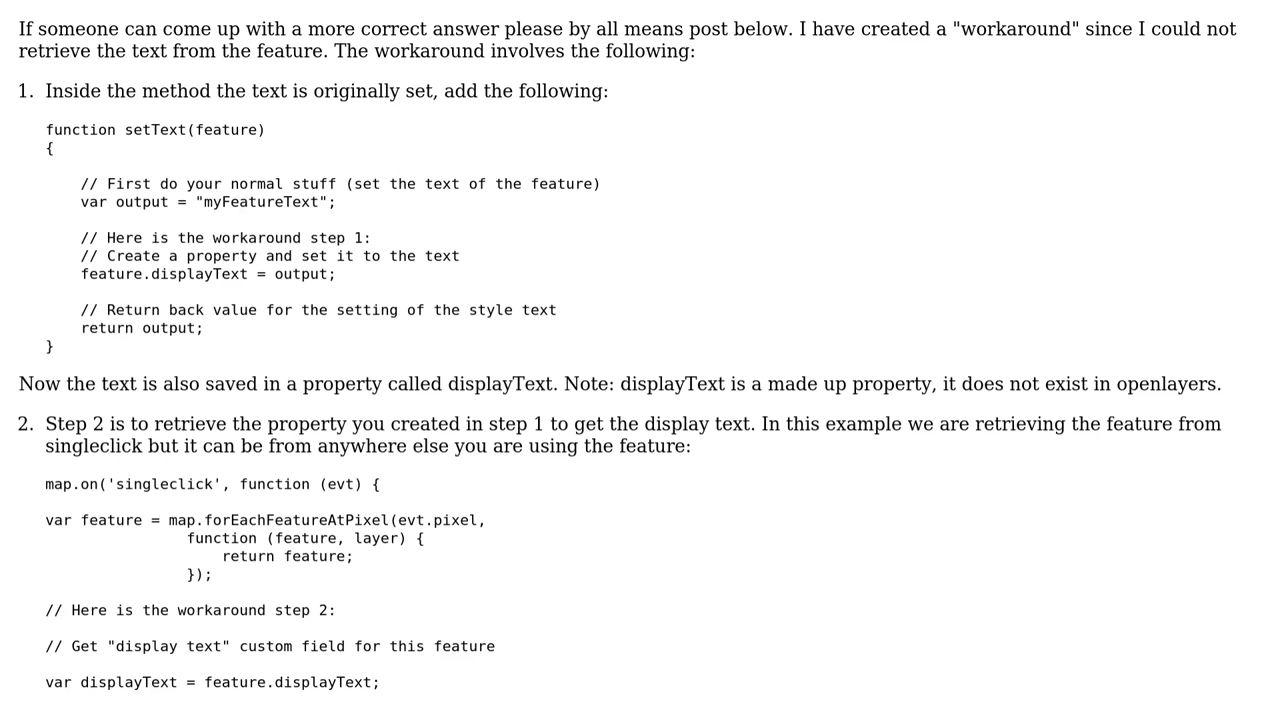 If someone can come up with a more correct answer please by all means post below. I have created a "workaround" since I could not
retrieve the text from the feature. The workaround involves the following:
1. Inside the method the text is originally set, add the following:
function setText(feature)
{
// First do your normal stuff (set the text of the feature)
var output = "myFeatureText";
// Here is the workaround step 1:
// Create a property and set it to the text
feature.displayText = output;
// Return back value for the setting of the style text
return output;
}
Now the text is also saved in a property called displayText. Note: displayText is a made up property, it does not exist in openlayers.
2. Step 2 is to retrieve the property you created in step 1 to get the display text. In this example we are retrieving the feature from
singleclick but it can be from anywhere else you are using the feature:
map.on('singleclick', function (evt) {
var feature = map.forEachFeatureAtPixel(evt.pixel,
function (feature, layer) {
return feature;
});
// Here is the workaround step 2:
// Get "display text" custom field for this feature
var displayText = feature.displayText;